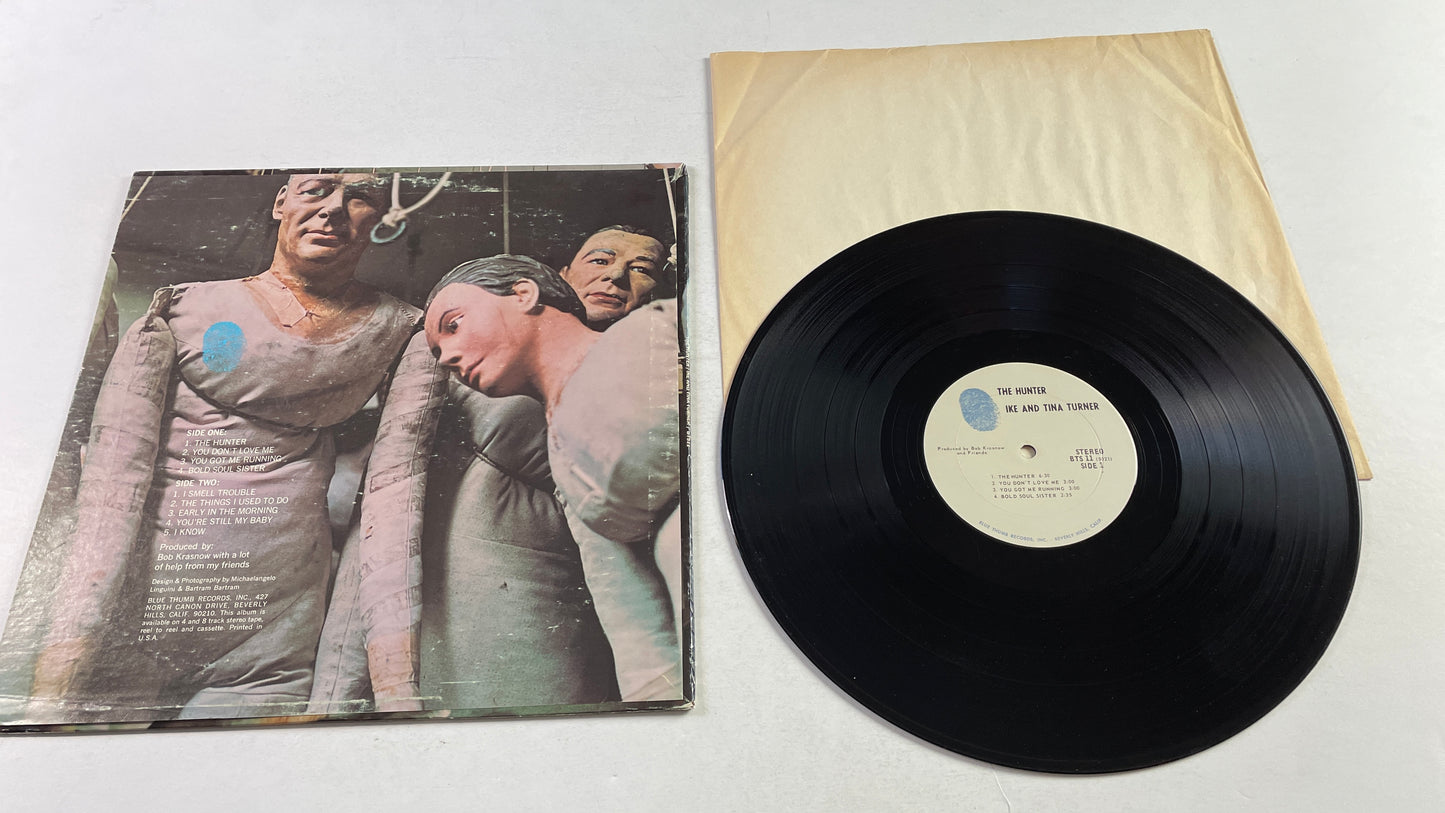 SIDE ONE:
1. THE HUNTER
2. YOU DON'T LOVE ME
3. YOU GOT ME RUNNING
4. BOLD SOUL SISTER
SIDE TWO:
1. I SMELL TROUBLE
2. THE THINGS I USED TO DO
3. EARLY IN THE MORNING
4. YOU'RE STILL MY BABY
5. I KNOW
Produced by:
Bob Krasnow with a lot
of help from my friends
Design & Photography by Michaelangelo
Linguini & Bartram Bartram
BLUE THUMB RECORDS, INC., 427
NORTH CANON DRIVE, BEVERLY
HILLS, CALIF. 90210. This album is
available on 4 and 8 track stereo tape,
reel to reel and cassette. Printed in
U.S.A.
THE HUNTER
IKE AND TINA TURNER
Produced by Bob Krasnow
and Friends
STEREO
BTS 11 (9121)
SIDE 1
1. THE HUNTER 6:30
2. YOU DON'T LOVE ME 3:00
3. YOU GOT ME RUNNING 3:00
4. BOLD SOUL SISTER 2:35
BLUE THUMB RECORDS, INC. - BEVERLY HILLS, CALIF.